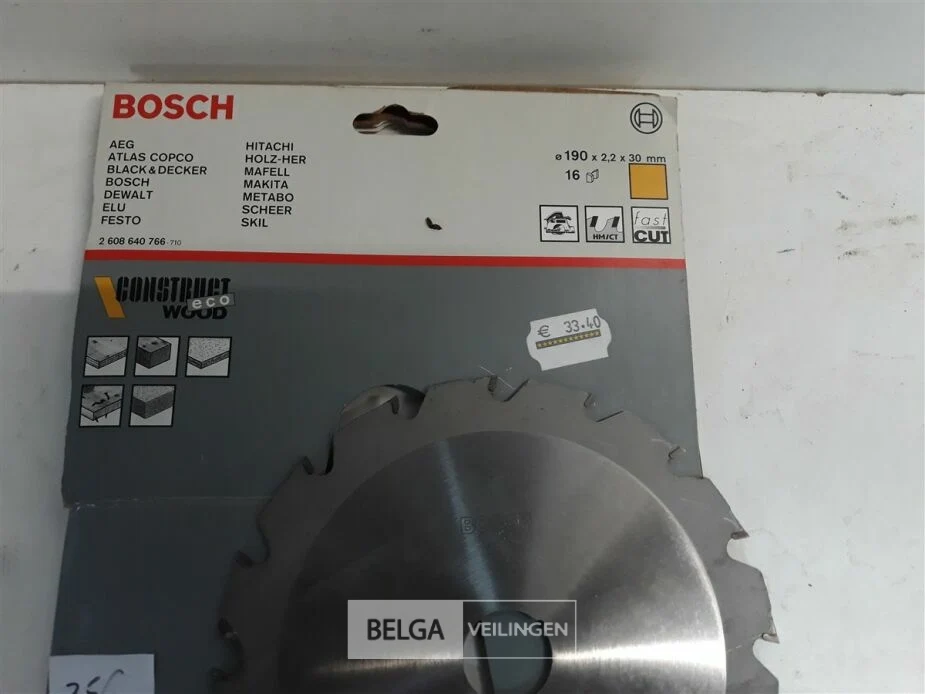 BOSCH
AEG
ATLAS COPCO
BLACK & DECKER
BOSCH
DEWALT
ELU
FESTO
HITACHI
HOLZ-HER
MAFELL
MAKITA
METABO
SCHEER
SKIL
2 608 640 766-710
ø 190 x 2,2 x 30 mm
16
HM/CT
fast
CUT
CONSTRUCT
WOOD
eco
€ 33.40
BELGA VEILINGEN